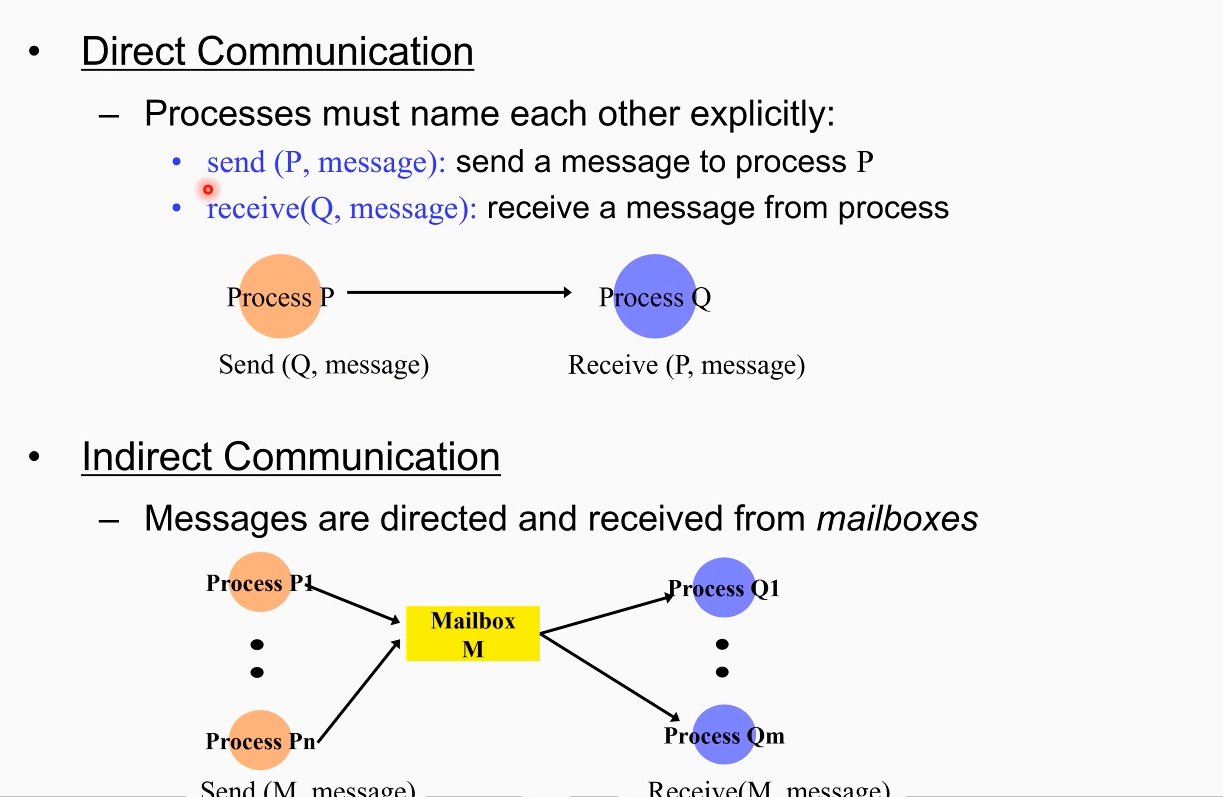 • Direct Communication
– Processes must name each other explicitly:
• send (P, message): send a message to process P
• receive(Q, message): receive a message from process
Process P Process Q
Send (Q, message) Receive (P, message)
• Indirect Communication
– Messages are directed and received from mailboxes
Process P1 Process Q1
Mailbox
M
Process Pn Process Qm
Send (M, message) Receive(M, message)